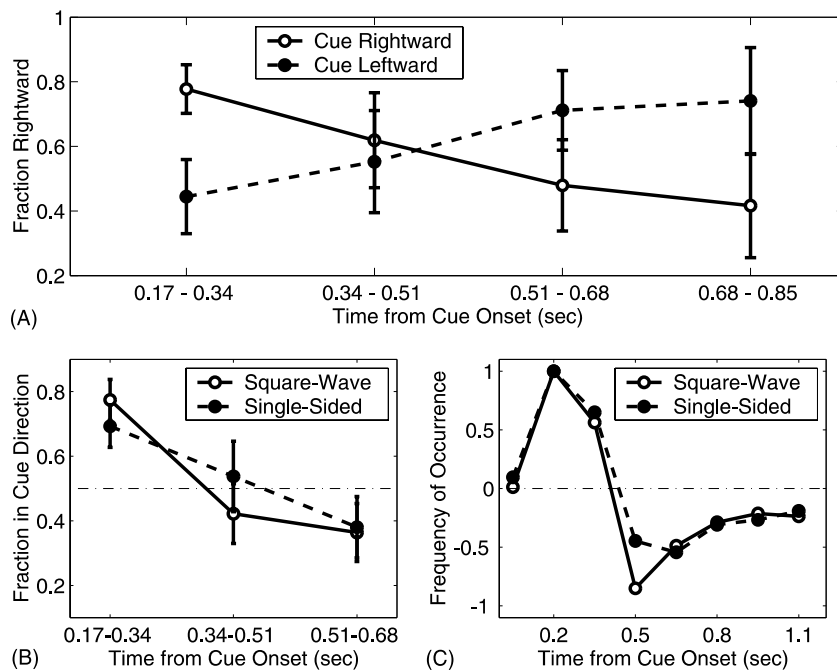 1
0.8
0.6
0.4
0.2
Fraction Rightward
Cue Rightward
Cue Leftward
0.17 - 0.34
0.34 - 0.51
0.51 - 0.68
0.68 - 0.85
(A)
Time from Cue Onset (sec)
0.8
0.6
0.4
0.2
Fraction in Cue Direction
Square-Wave
Single-Sided
0.17-0.34
0.34-0.51
0.51-0.68
(B)
Time from Cue Onset (sec)
1
0.5
0
-0.5
-1
Frequency of Occurrence
Square-Wave
Single-Sided
0.2
0.5
0.8
1.1
(C)
Time from Cue Onset (sec)